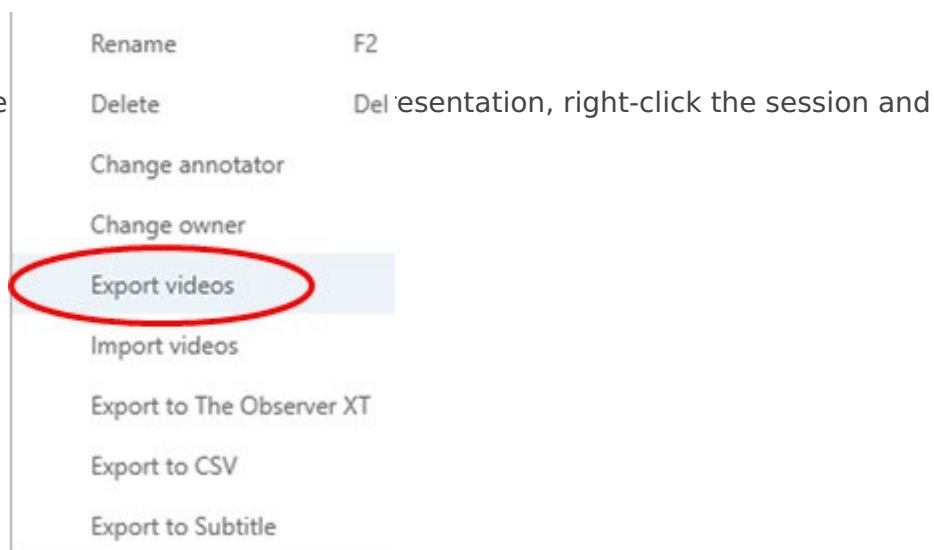 Rename F2
Delete Del esentation, right-click the session and
Change annotator
Change owner
Export videos
Import videos
Export to The Observer XT
Export to CSV
Export to Subtitle